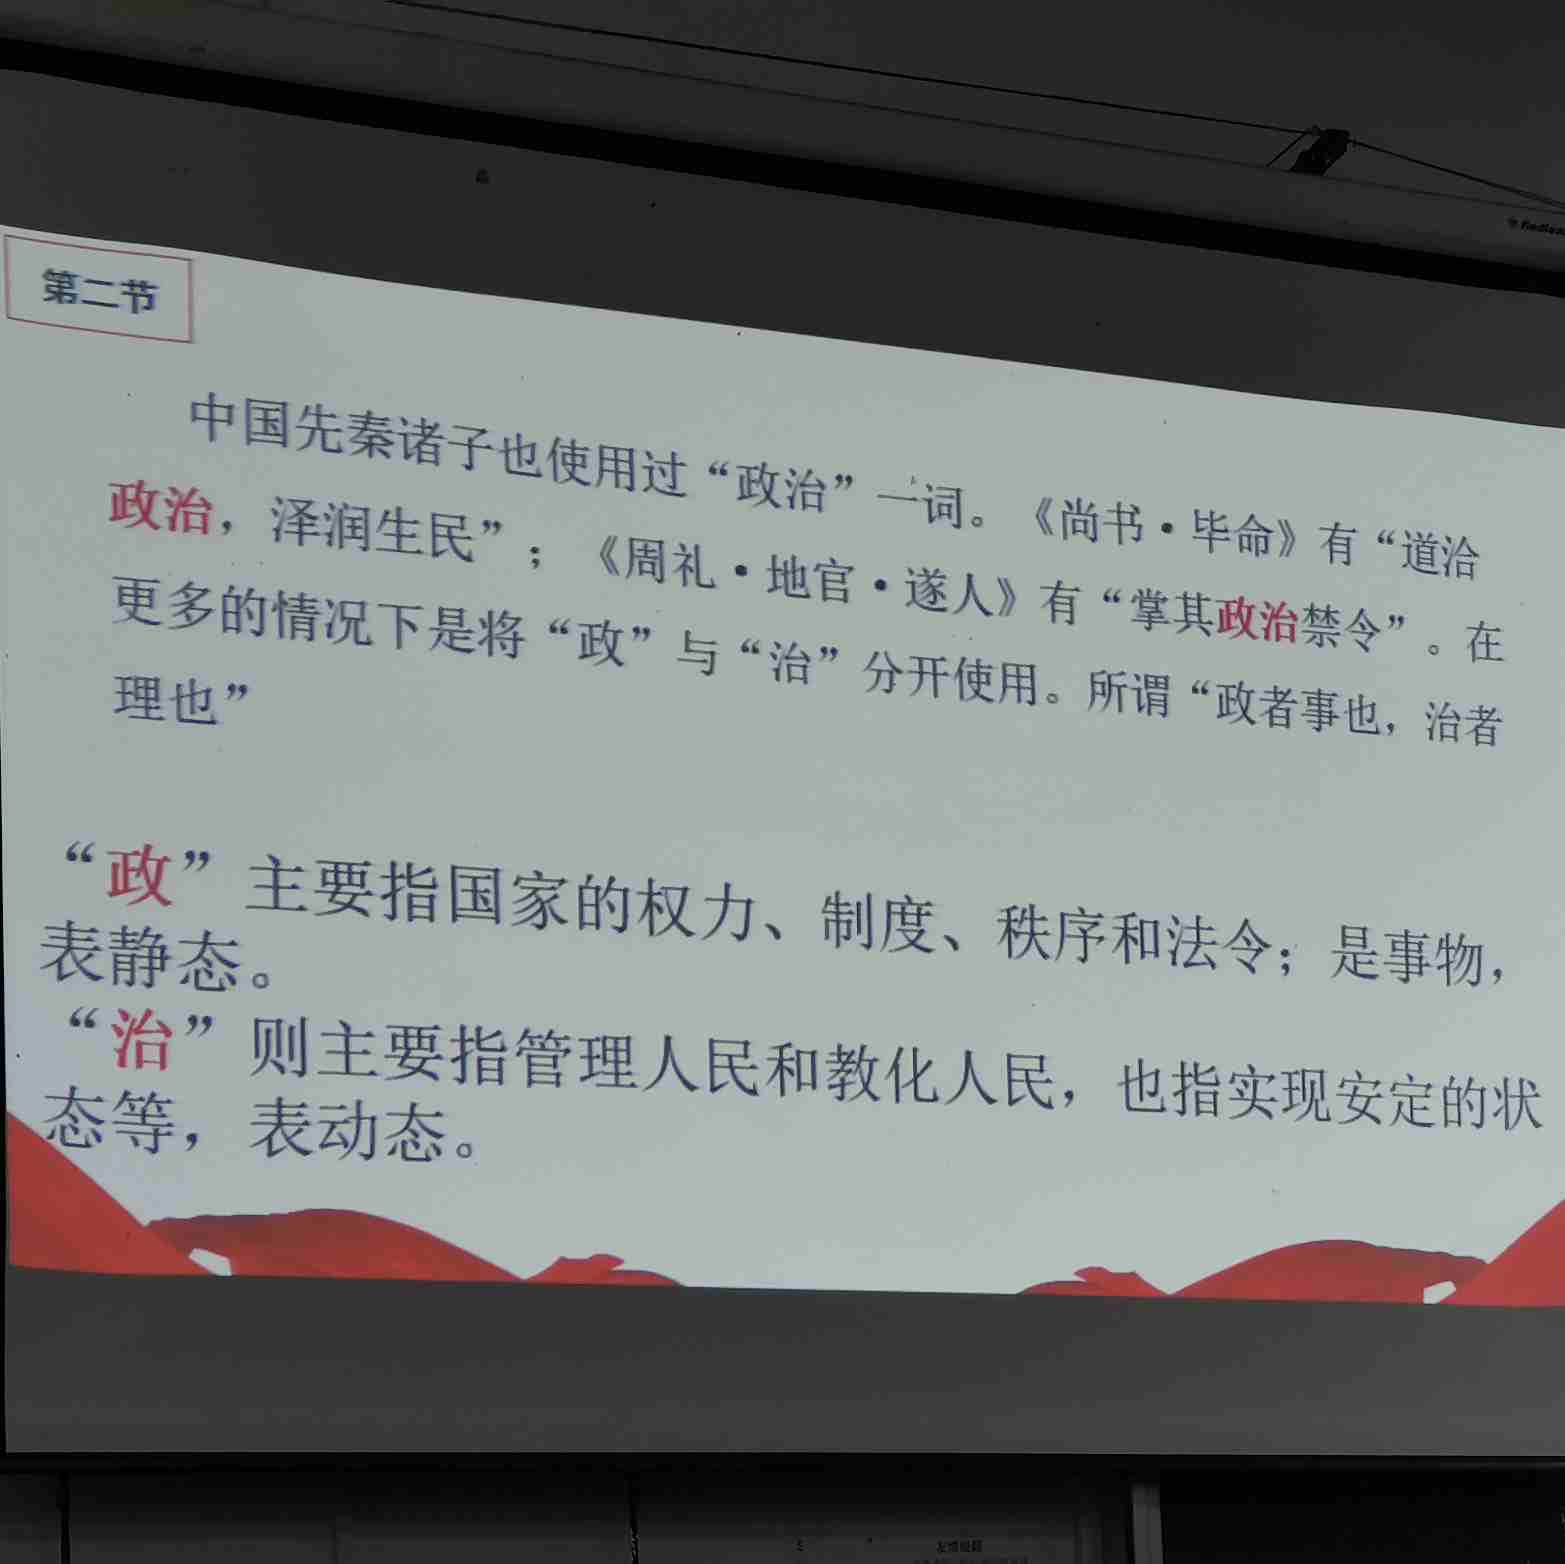 第二节
中国先秦诸子也使用过“政治”一词。《尚书·毕命》有“道洽
政治，泽润生民”；《周礼·地官·遂人》有“掌其政治禁令”。在
更多的情况下是将“政”与“治”分开使用。所谓“政者事也，治者
理也”
“政”主要指国家的权力、制度、秩序和法令；是事物，
表静态。
“治”则主要指管理人民和教化人民，也指实现安定的状
态等，表动态。